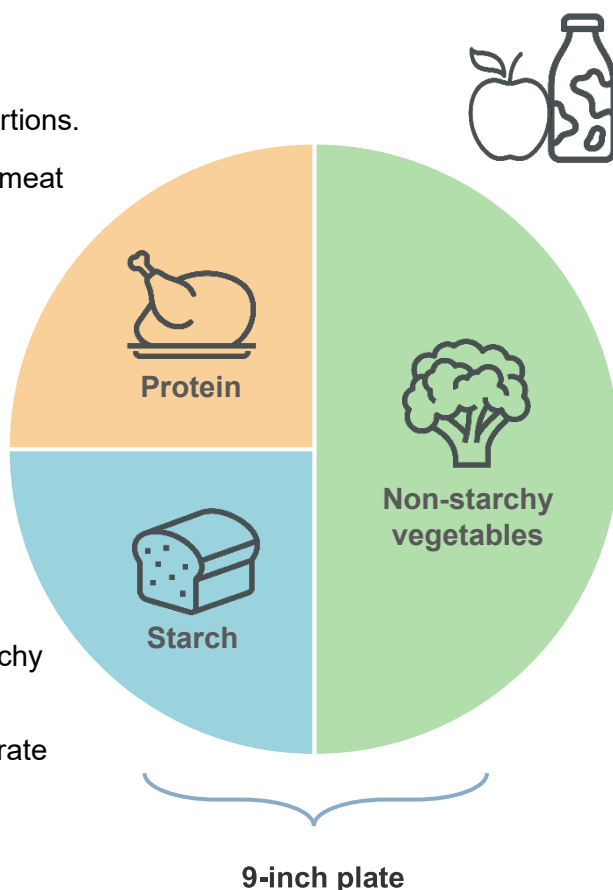 rtions.
meat
Protein
Non-starchy
vegetables
Starch
chy
rate
9-inch plate